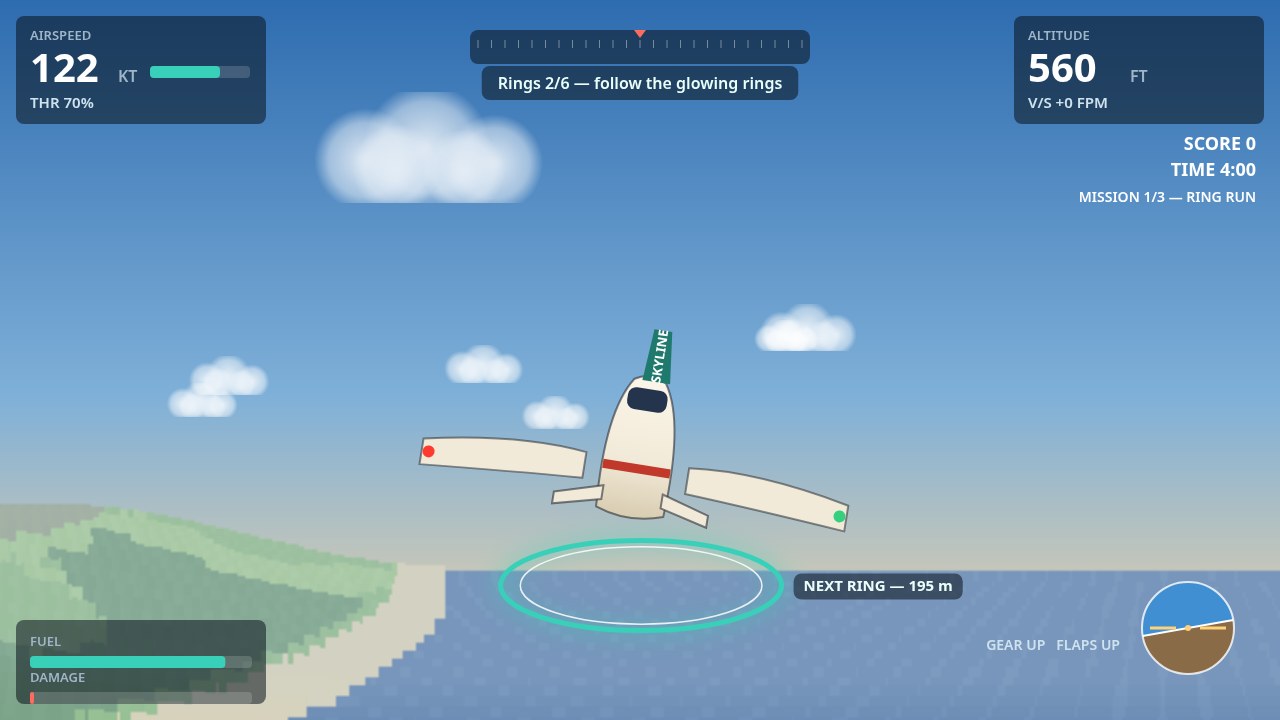 AIRSPEED
122 KT
THR 70%
Rings 2/6 — follow the glowing rings
ALTITUDE
560 FT
V/S +0 FPM
SCORE 0
TIME 4:00
MISSION 1/3 — RING RUN
SKYLINE
NEXT RING — 195 m
FUEL
DAMAGE
GEAR UP FLAPS UP